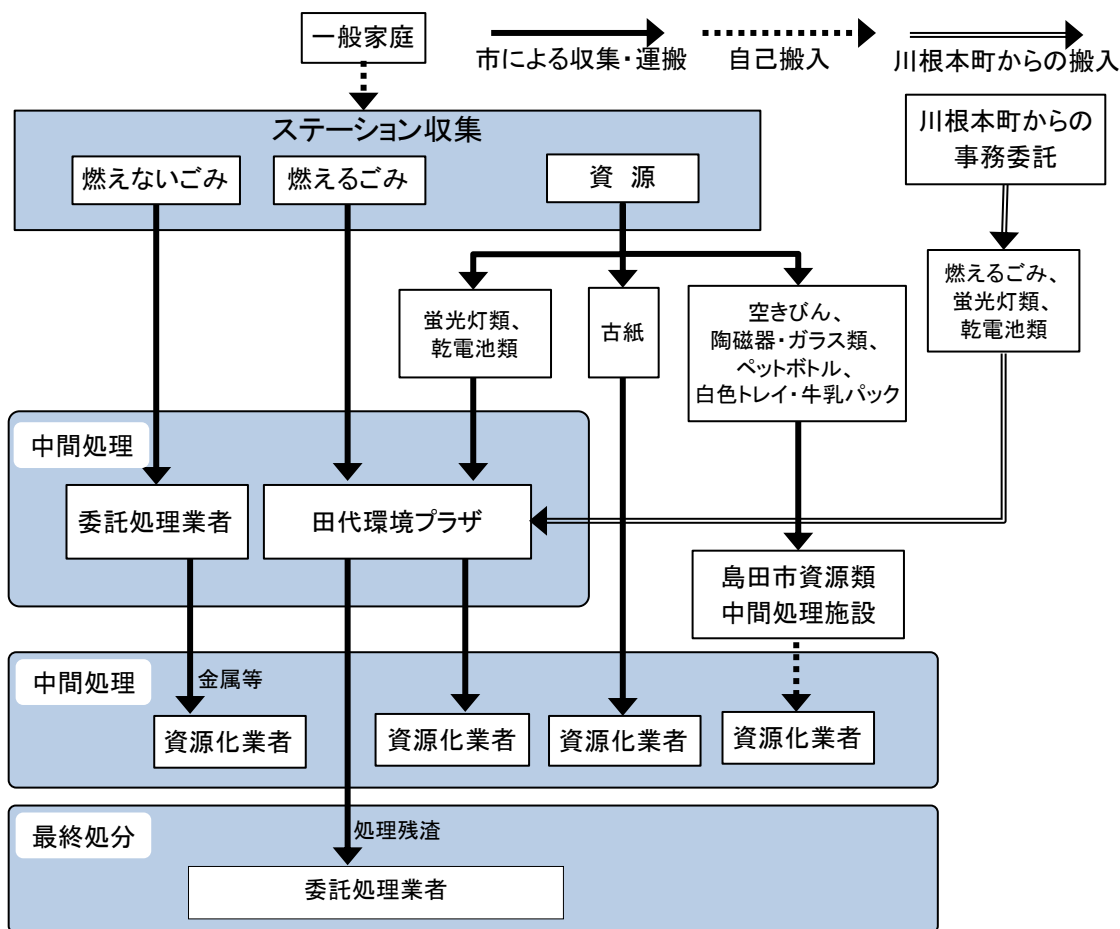 一般家庭
市による収集・運搬
自己搬入
川根本町からの搬入
ステーション収集
燃えないごみ
燃えるごみ
資 源
川根本町からの
事務委託
蛍光灯類、
乾電池類
古紙
空きびん、
陶磁器・ガラス類、
ペットボトル、
白色トレイ・牛乳パック
燃えるごみ、
蛍光灯類、
乾電池類
中間処理
委託処理業者
田代環境プラザ
島田市資源類
中間処理施設
中間処理
金属等
資源化業者
資源化業者
資源化業者
資源化業者
最終処分
処理残渣
委託処理業者